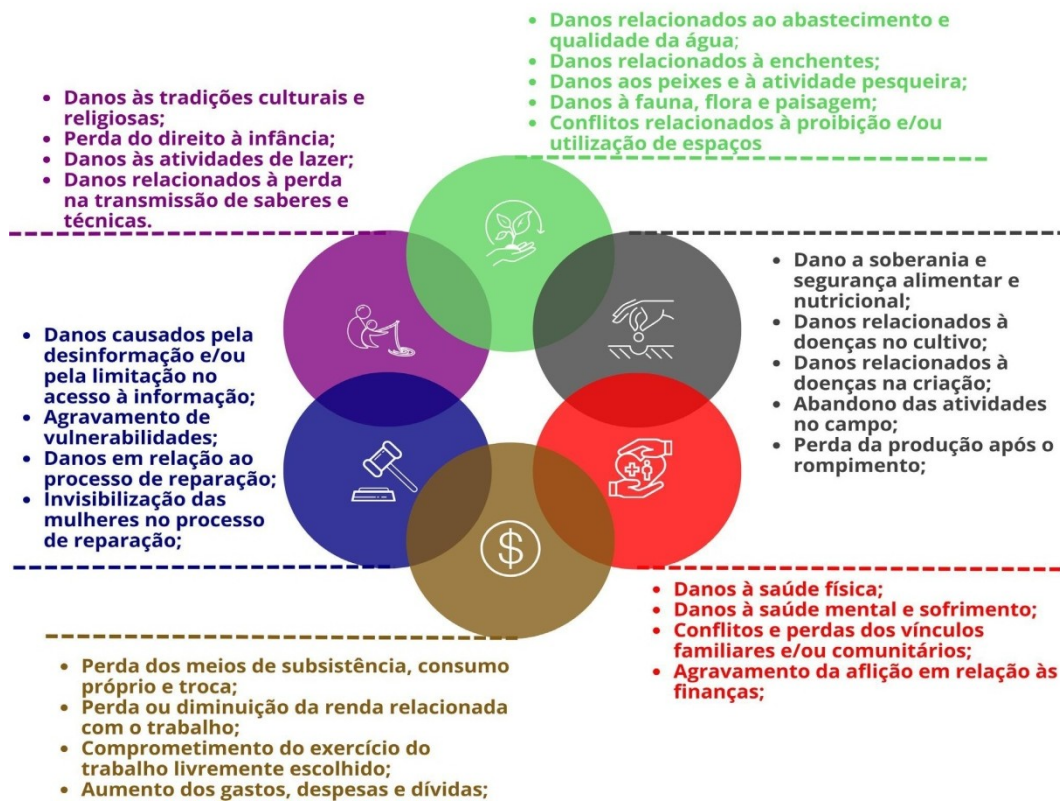 • Danos relacionados ao abastecimento e
qualidade da água;
• Danos relacionados à enchentes;
• Danos aos peixes e à atividade pesqueira;
• Danos à fauna, flora e paisagem;
• Conflitos relacionados à proibição e/ou
utilização de espaços
• Danos às tradições culturais e
religiosas;
• Perda do direito à infância;
• Danos às atividades de lazer;
• Danos relacionados à perda
na transmissão de saberes e
técnicas.
• Dano a soberania e
segurança alimentar e
nutricional;
• Danos relacionados à
doenças no cultivo;
• Danos relacionados à
doenças na criação;
• Abandono das atividades
no campo;
• Perda da produção após o
rompimento;
• Danos causados pela
desinformação e/ou
pela limitação no
acesso à informação;
• Agravamento de
vulnerabilidades;
• Danos em relação ao
processo de reparação;
• Invisibilização das
mulheres no processo
de reparação;
$
• Danos à saúde física;
• Danos à saúde mental e sofrimento;
• Conflitos e perdas dos vínculos
familiares e/ou comunitários;
• Agravamento da aflição em relação às
finanças;
• Perda dos meios de subsistência, consumo
próprio e troca;
• Perda ou diminuição da renda relacionada
com o trabalho;
• Comprometimento do exercício do
trabalho livremente escolhido;
• Aumento dos gastos, despesas e dívidas;